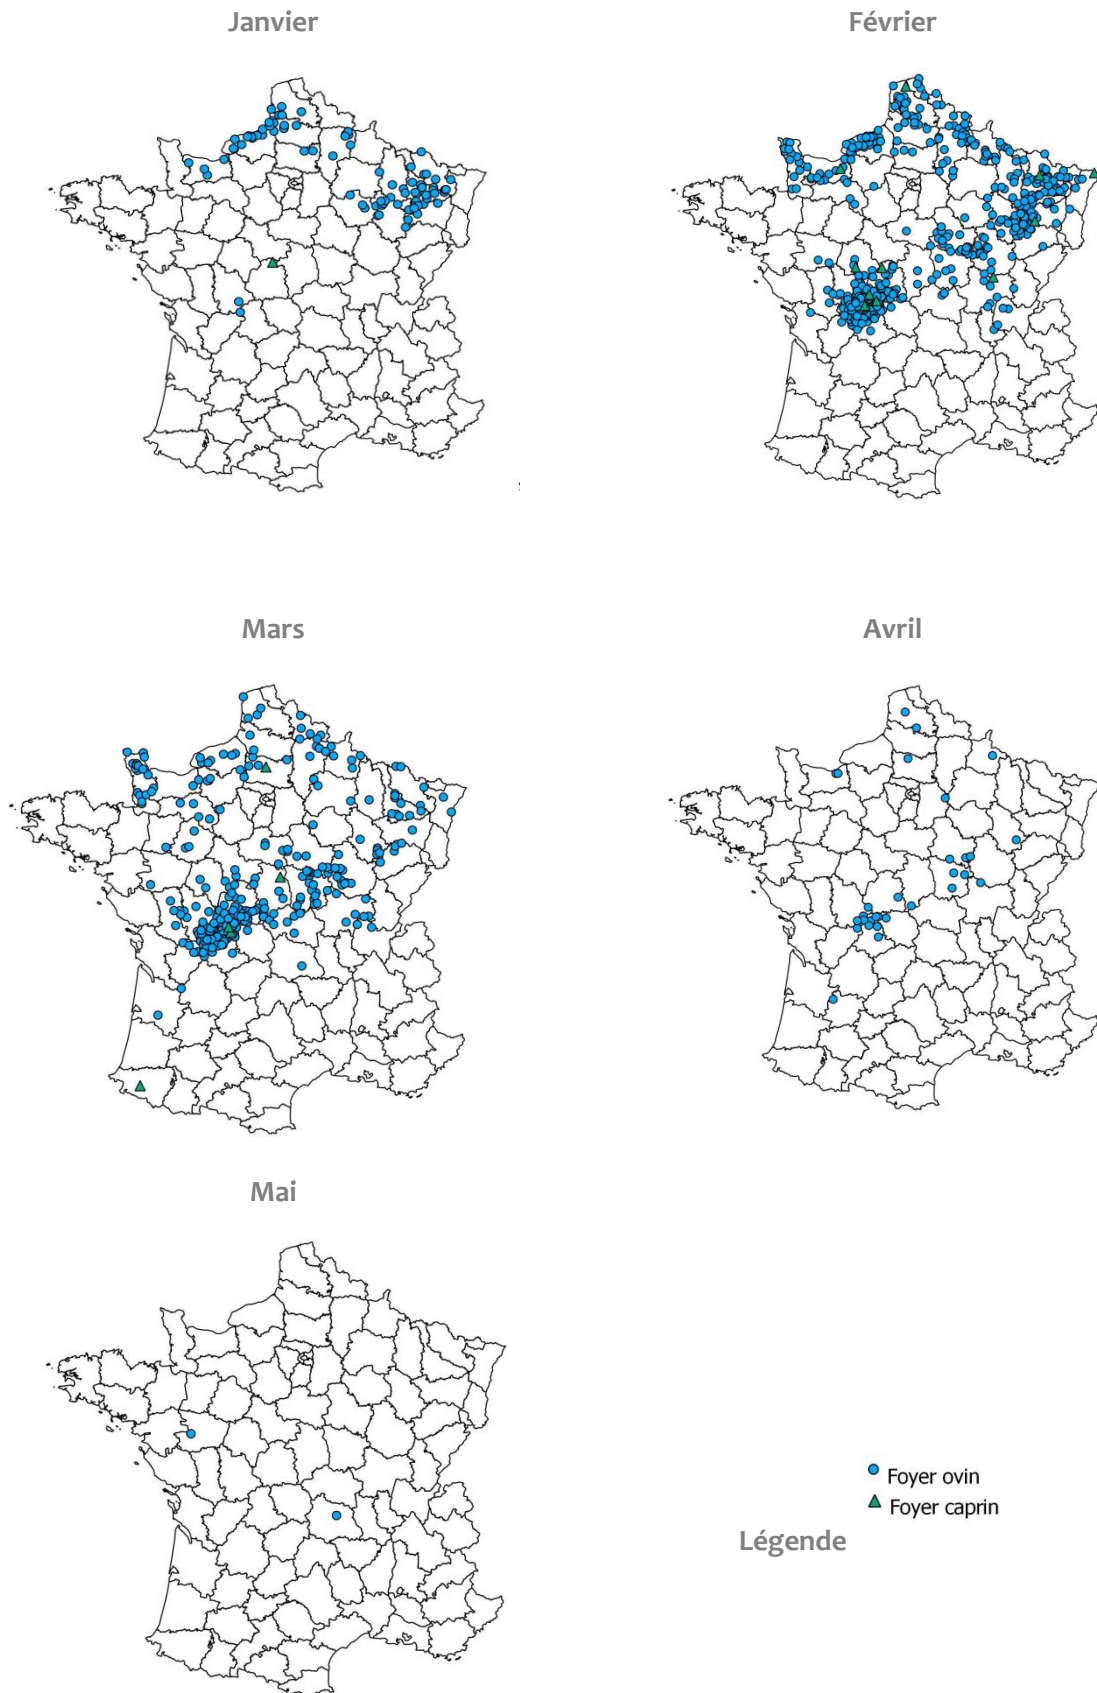 Janvier
Février
Mars
Avril
Mai
Foyer ovin
Foyer caprin
Légende